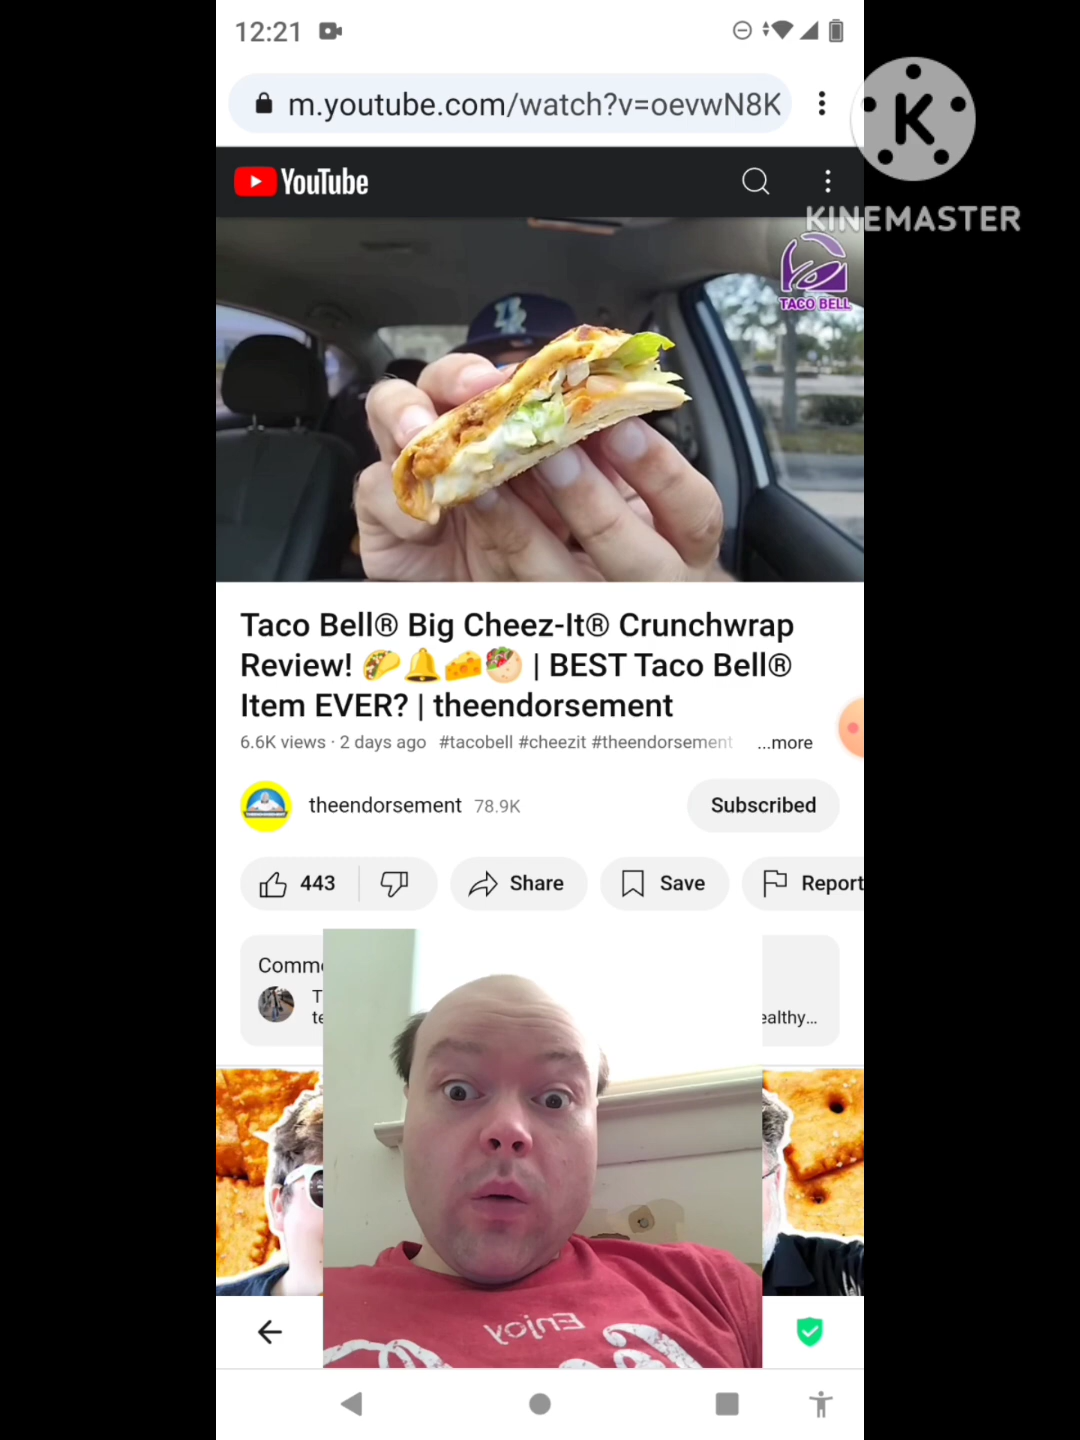 12:21
m.youtube.com/watch?v=oevwN8K
K
KINEMASTER
YouTube
TACO BELL
Taco Bell® Big Cheez-It® Crunchwrap
Review! 🌮🔔🧀🥙 | BEST Taco Bell®
Item EVER? | theendorsement
6.6K views · 2 days ago #tacobell #cheezit #theendorsement ...more
theendorsement 78.9K
Subscribed
443
Share
Save
Report
Comm
T
te
ealthy...
Enjoy